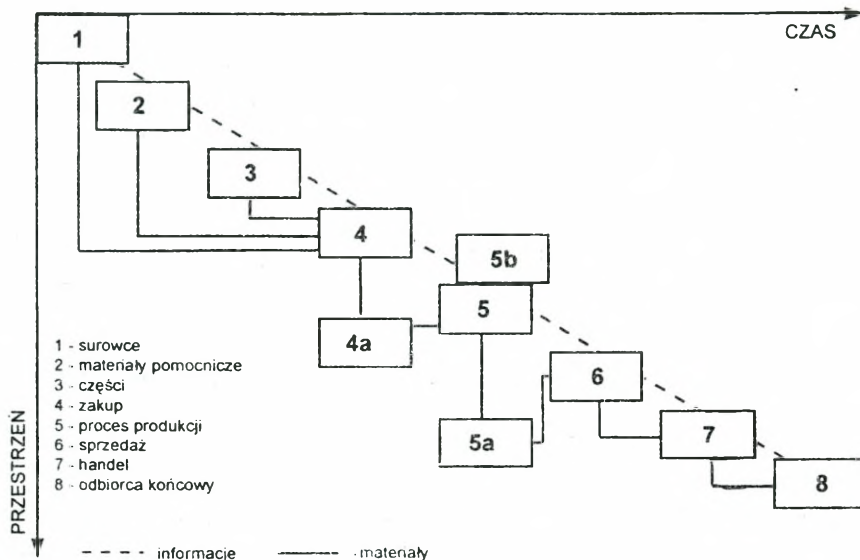 CZAS
1
2
3
4
5b
5
4a
6
5a
7
8
1 - surowce
2 - materiały pomocnicze
3 - części
4 - zakup
5 - proces produkcji
6 - sprzedaż
7 - handel
8 - odbiorca końcowy
PRZESTRZEŃ
informacje
materiały